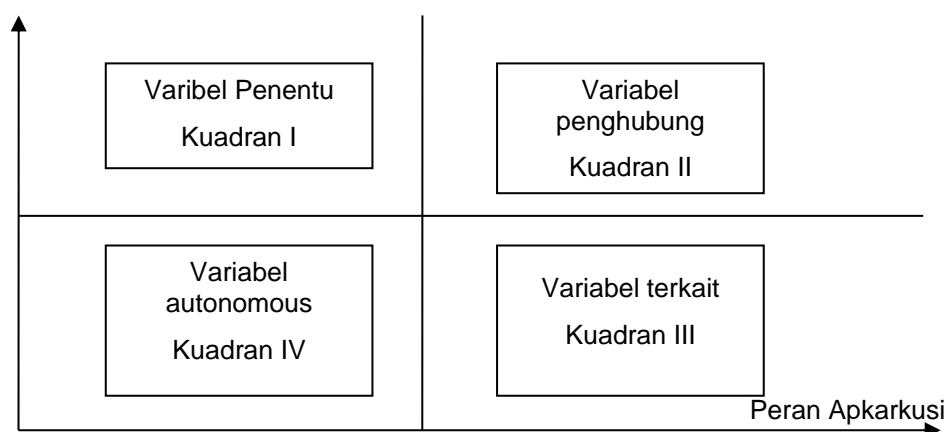 Varibel Penentu
Kuadran I
Variabel
penghubung
Kuadran II
Variabel
autonomous
Kuadran IV
Variabel terkait
Kuadran III
Peran Apkarkusi